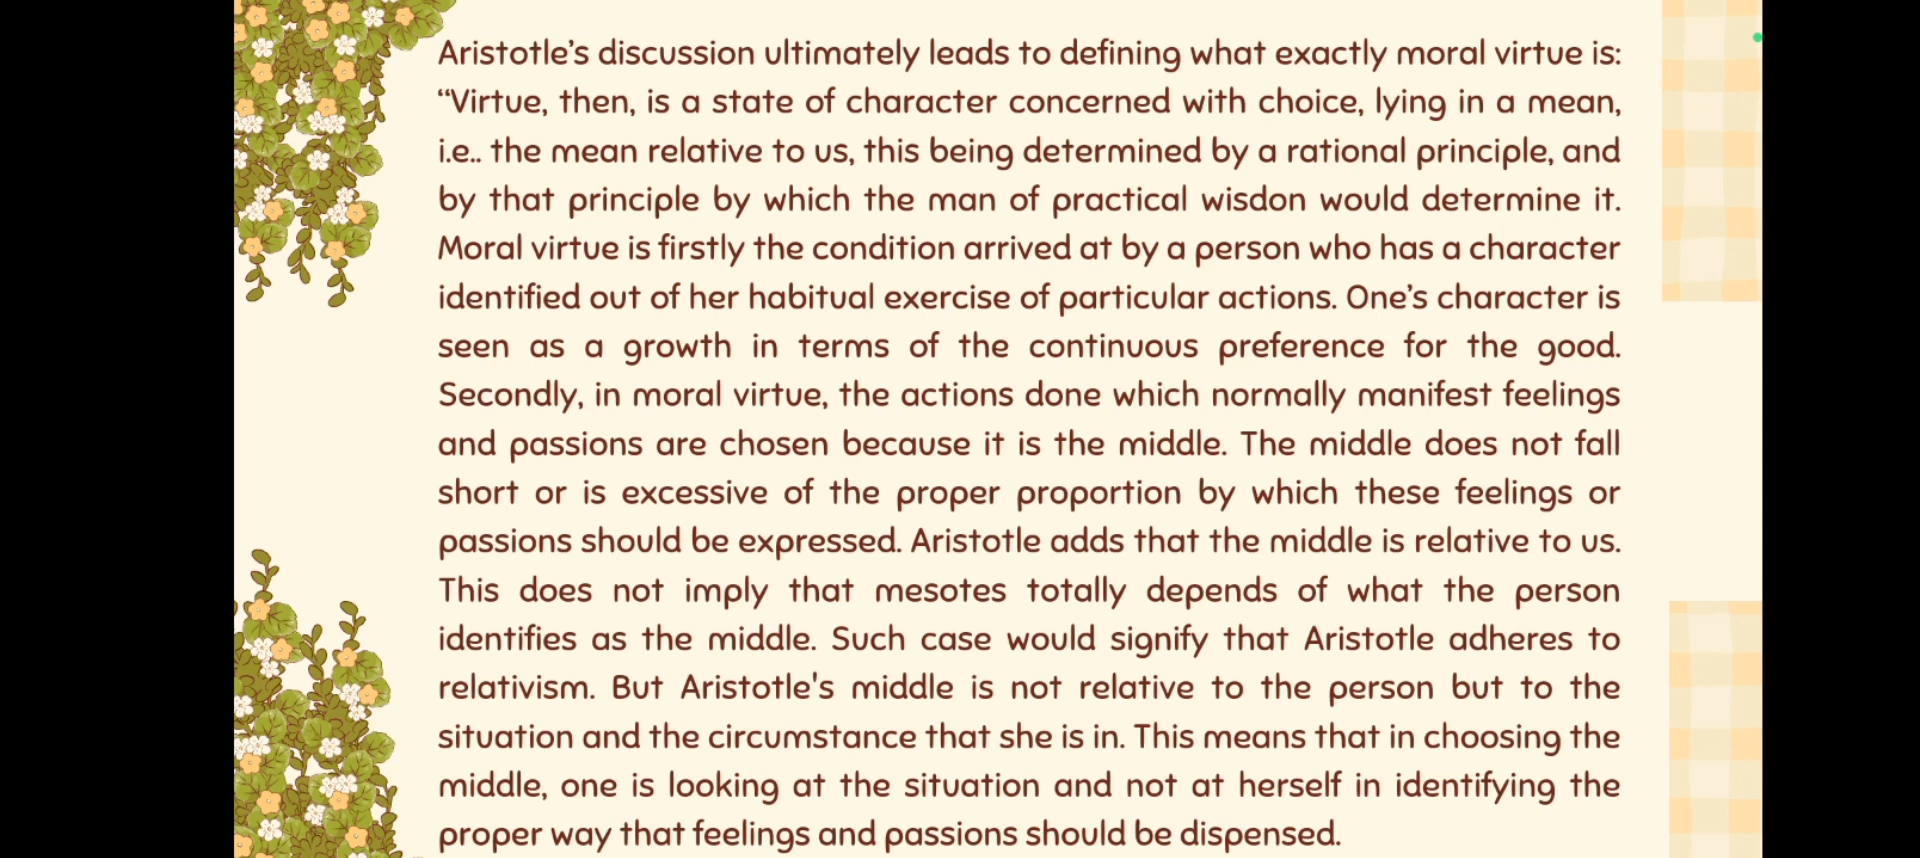 Aristotle’s discussion ultimately leads to defining what exactly moral virtue is:
“Virtue, then, is a state of character concerned with choice, lying in a mean,
i.e.. the mean relative to us, this being determined by a rational principle, and
by that principle by which the man of practical wisdon would determine it.
Moral virtue is firstly the condition arrived at by a person who has a character
identified out of her habitual exercise of particular actions. One’s character is
seen as a growth in terms of the continuous preference for the good.
Secondly, in moral virtue, the actions done which normally manifest feelings
and passions are chosen because it is the middle. The middle does not fall
short or is excessive of the proper proportion by which these feelings or
passions should be expressed. Aristotle adds that the middle is relative to us.
This does not imply that mesotes totally depends of what the person
identifies as the middle. Such case would signify that Aristotle adheres to
relativism. But Aristotle's middle is not relative to the person but to the
situation and the circumstance that she is in. This means that in choosing the
middle, one is looking at the situation and not at herself in identifying the
proper way that feelings and passions should be dispensed.